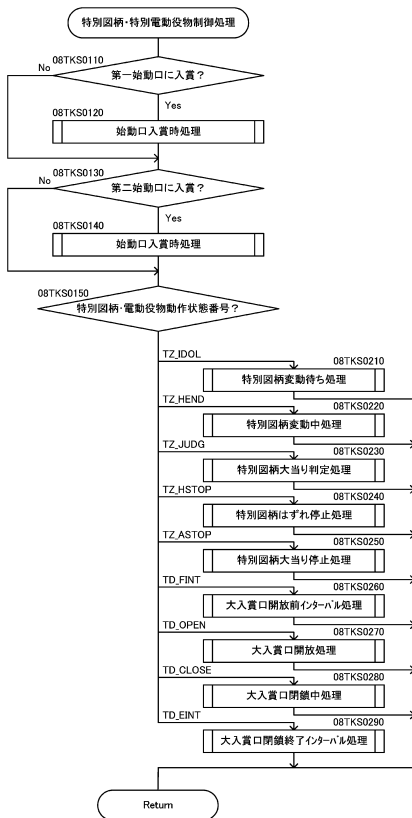 特別図柄・特別電動役物制御処理
08TKS0110
No
第一始動口に入賞？
Yes
08TKS0120
始動口入賞時処理
08TKS0130
No
第二始動口に入賞？
Yes
08TKS0140
始動口入賞時処理
08TKS0150
特別図柄・電動役物動作状態番号？
TZ_IDOL
08TKS0210
特別図柄変動待ち処理
TZ_HEND
08TKS0220
特別図柄変動中処理
TZ_JUDG
08TKS0230
特別図柄大当り判定処理
TZ_HSTOP
08TKS0240
特別図柄はずれ停止処理
TZ_ASTOP
08TKS0250
特別図柄大当り停止処理
TD_FINT
08TKS0260
大入賞口開放前ｲﾝﾀｰﾊﾞﾙ処理
TD_OPEN
08TKS0270
大入賞口開放処理
TD_CLOSE
08TKS0280
大入賞口閉鎖中処理
TD_EINT
08TKS0290
大入賞口閉鎖終了ｲﾝﾀｰﾊﾞﾙ処理
Return